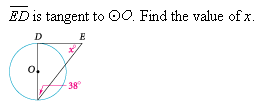 ED is tangent to ⊙O. Find the value of x.
D E
x°
O
38°